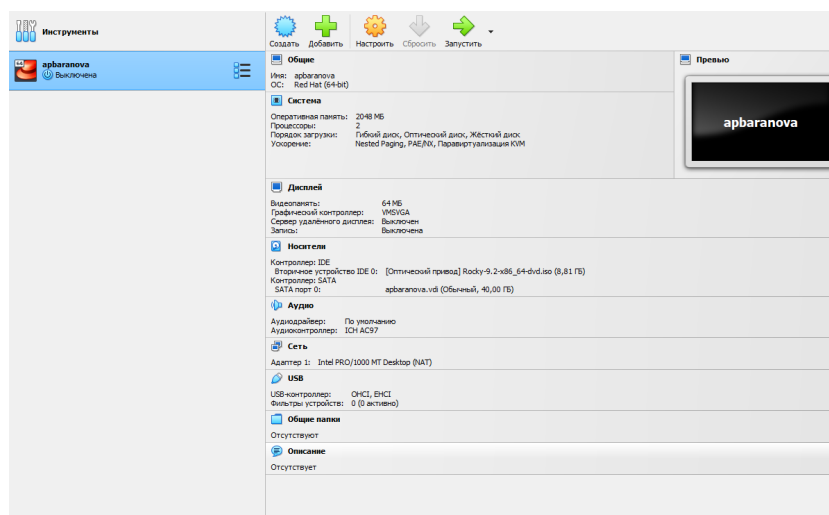 Инструменты
Создать Добавить Настроить Сбросить Запустить
64
apbaranova
Выключена
Общие
Имя: apbaranova
ОС: Red Hat (64-bit)
Превью
apbaranova
Система
Оперативная память: 2048 МБ
Процессоры: 2
Порядок загрузки: Гибкий диск, Оптический диск, Жёсткий диск
Ускорение: Nested Paging, PAE/NX, Паравиртуализация KVM
Дисплей
Видеопамять: 64 МБ
Графический контроллер: VMSVGA
Сервер удалённого дисплея: Выключен
Запись: Выключена
Носители
Контроллер: IDE
Вторичное устройство IDE 0: [Оптический привод] Rocky-9.2-x86_64-dvd.iso (8,81 ГБ)
Контроллер: SATA
SATA порт 0: apbaranova.vdi (Обычный, 40,00 ГБ)
Аудио
Аудиодрайвер: По умолчанию
Аудиоконтроллер: ICH AC97
Сеть
Адаптер 1: Intel PRO/1000 MT Desktop (NAT)
USB
USB-контроллер: OHCI, EHCI
Фильтры устройств: 0 (0 активно)
Общие папки
Отсутствуют
Описание
Отсутствует